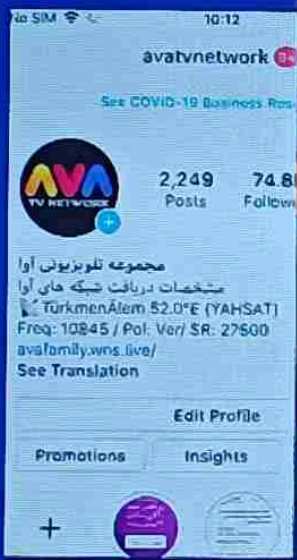 No SIM 10:12
avatvnetwork
See COVID-19 Business Res
AVA
TV NETWORK
2,249 74.8
Posts Follow
مجموعه تلویزیونی آوا
مشخصات دریافت شبکه های آوا
TürkmenÄlem 52.0°E (YAHSAT)
Freq: 10845 / Pol: Ver/ SR: 27500
avafamily.wns.live/
See Translation
Edit Profile
Promotions Insights